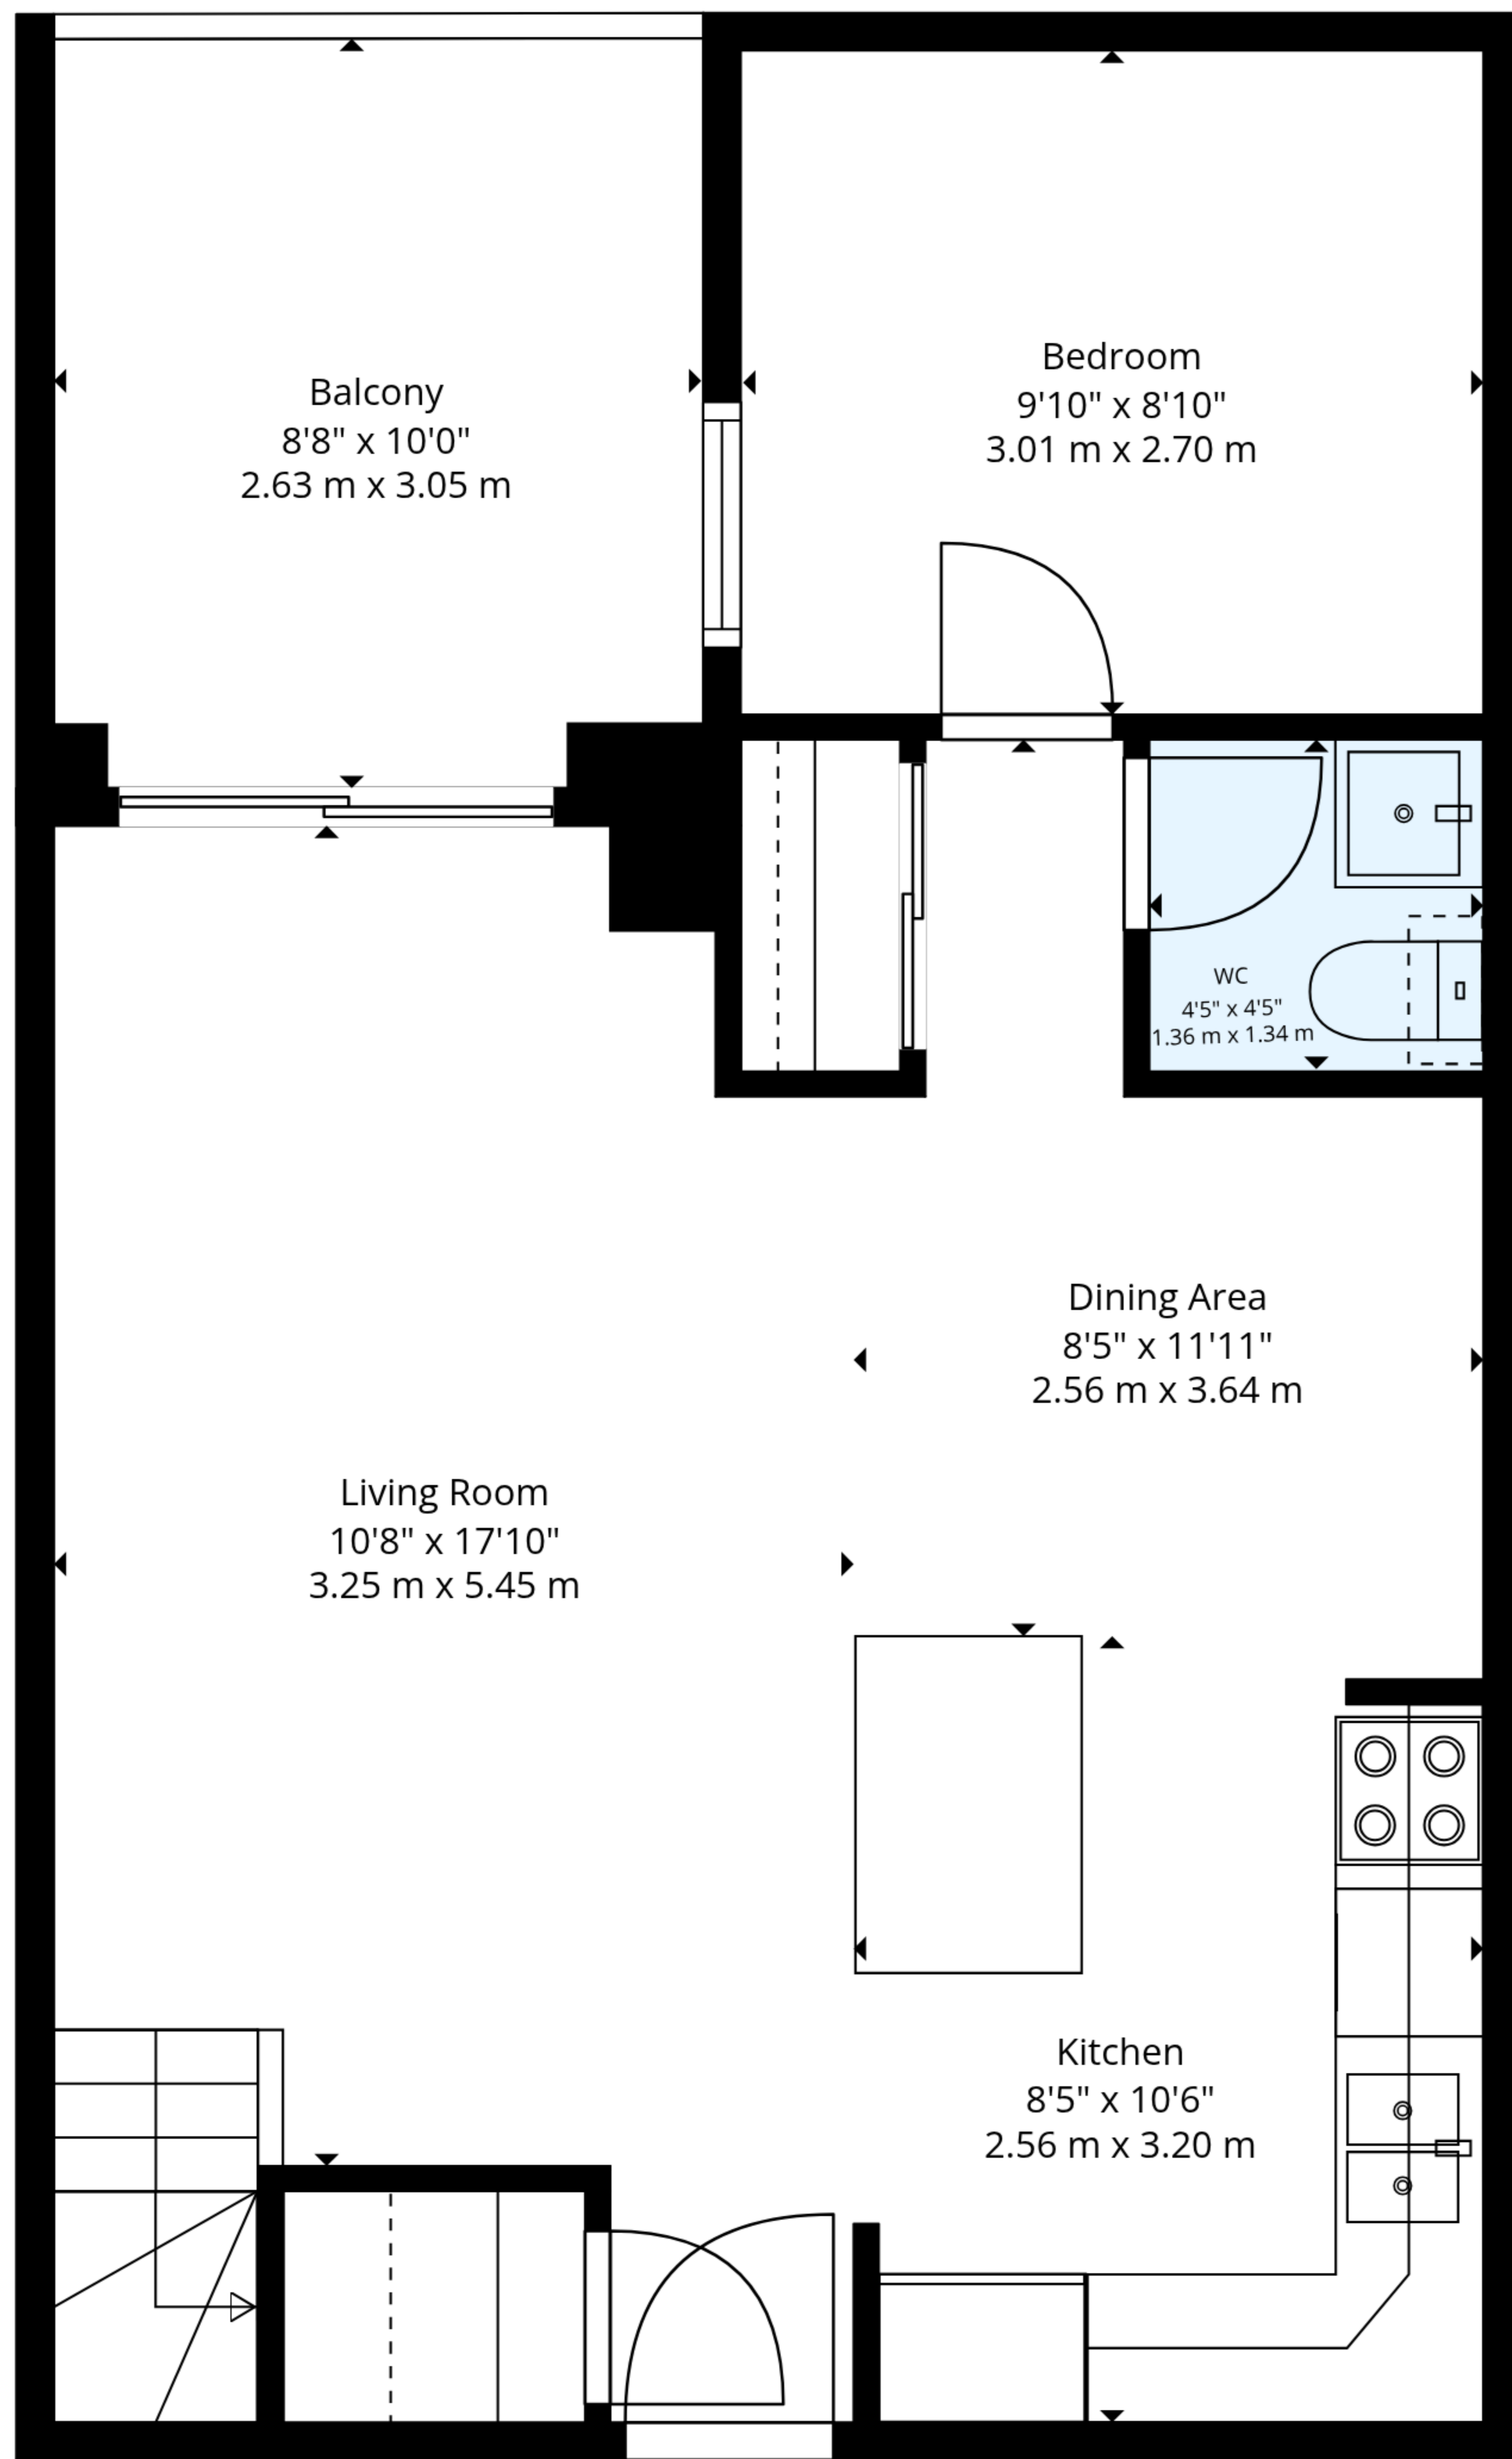 Balcony
8'8" x 10'0"
2.63 m x 3.05 m
Bedroom
9'10" x 8'10"
3.01 m x 2.70 m
WC
4'5" x 4'5"
1.36 m x 1.34 m
Dining Area
8'5" x 11'11"
2.56 m x 3.64 m
Living Room
10'8" x 17'10"
3.25 m x 5.45 m
Kitchen
8'5" x 10'6"
2.56 m x 3.20 m